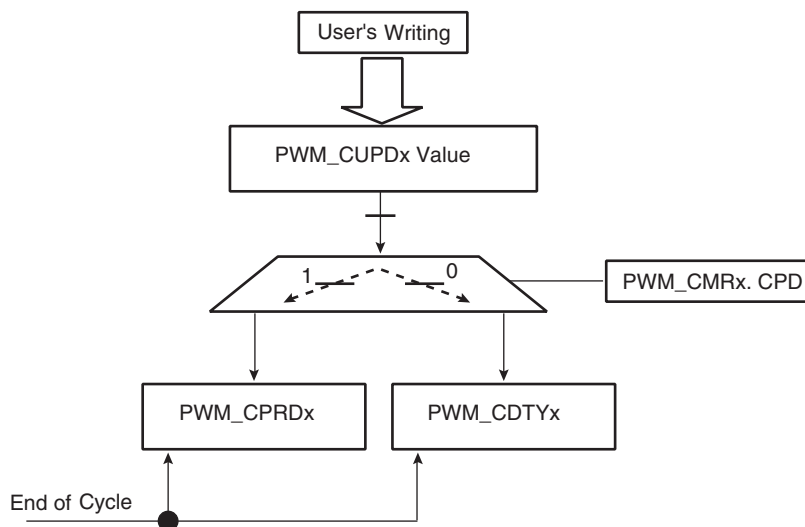 User's Writing
PWM_CUPDx Value
1
0
PWM_CMRx. CPD
PWM_CPRDx
PWM_CDTYx
End of Cycle